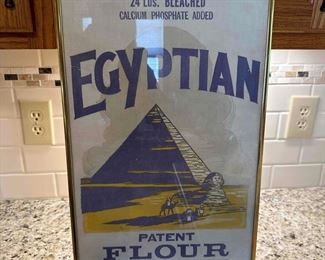 24 LBS. BLEACHED
CALCIUM PHOSPHATE ADDED
EGYPTIAN
PATENT
FLOUR